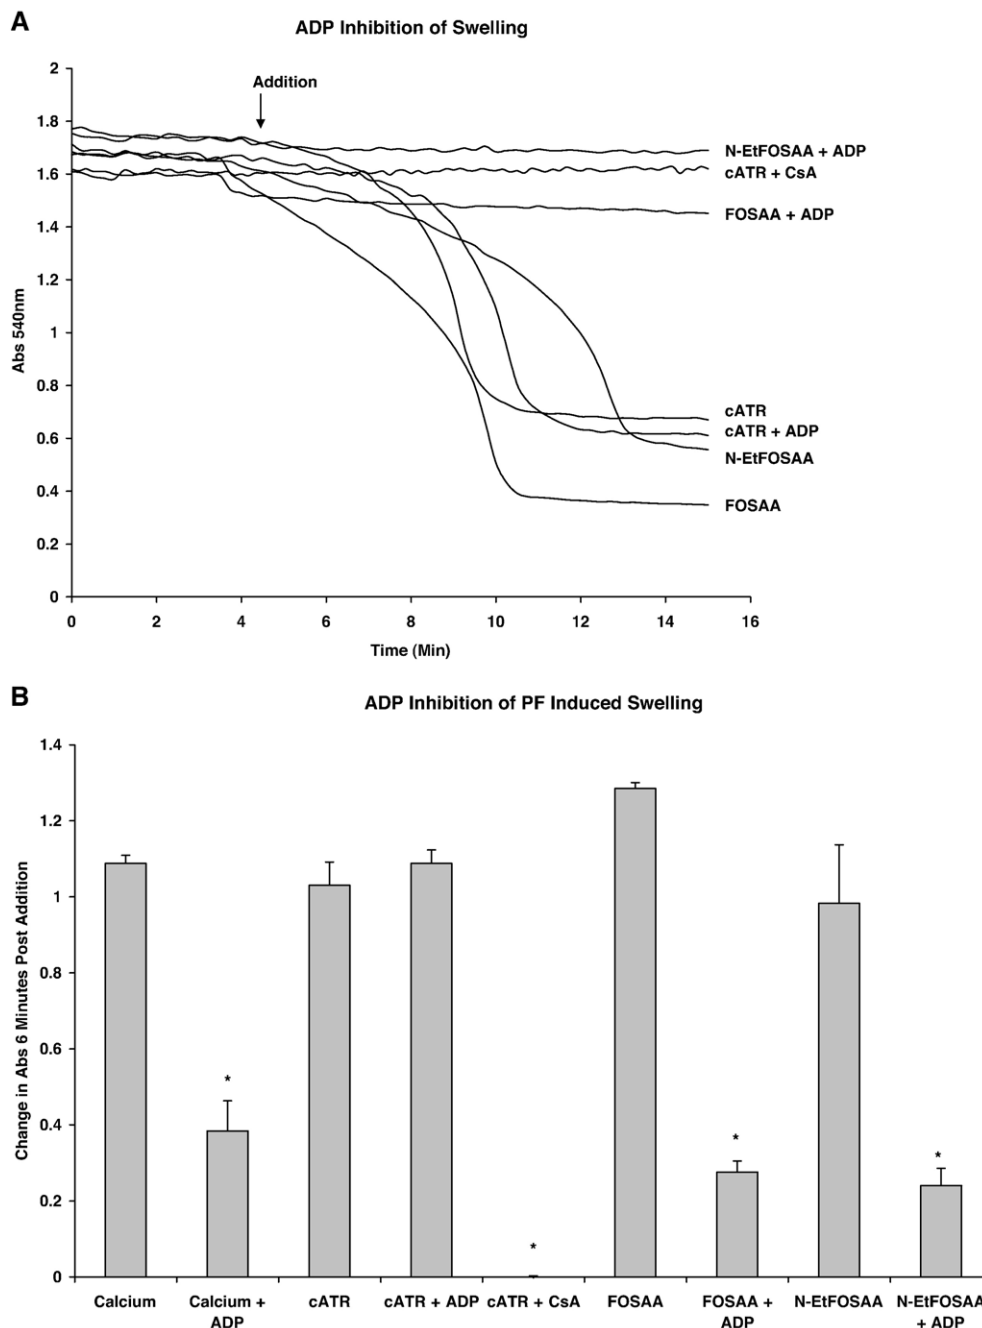 A
ADP Inhibition of Swelling
Addition
2
1.8
1.6
1.4
1.2
1
0.8
0.6
0.4
0.2
0
Abs 540nm
N-EtFOSAA + ADP
cATR + CsA
FOSAA + ADP
cATR
cATR + ADP
N-EtFOSAA
FOSAA
0 2 4 6 8 10 12 14 16
Time (Min)
B
ADP Inhibition of PF Induced Swelling
1.4
1.2
1
0.8
0.6
0.4
0.2
0
Change in Abs 6 Minutes Post Addition
*
*
*
*
Calcium Calcium + cATR cATR + ADP cATR + CsA FOSAA FOSAA + N-EtFOSAA N-EtFOSAA
ADP ADP + ADP